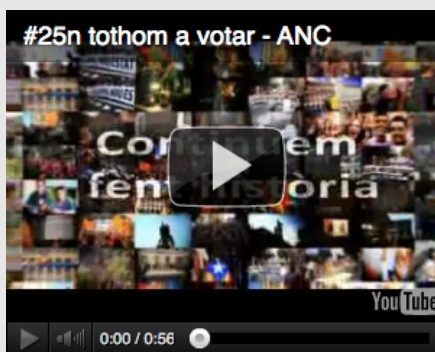 #25n tothom a votar - ANC
Continuem
fent història
YouTube
0:00 / 0:56